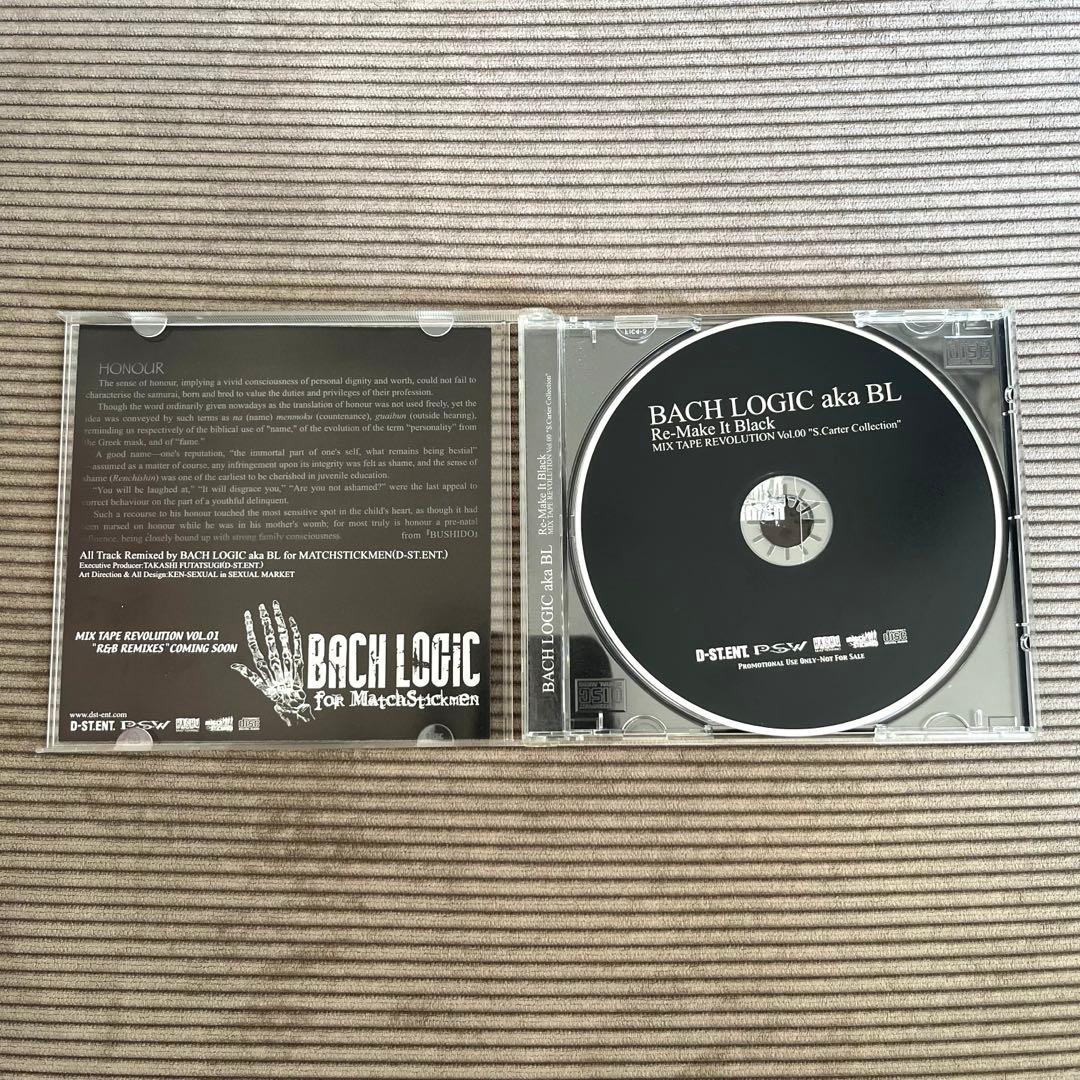 HONOUR
The sense of honour, implying a vivid consciousness of personal dignity and worth, could not fail to
characterise the samurai, born and bred to value the duties and privileges of their profession.
Though the word ordinarily given nowadays as the translation of honour was not used freely, yet the
idea was conveyed by such terms as na (name) menmoku (countenance), guaibun (outside hearing),
reminding us respectively of the biblical use of "name," of the evolution of the term "personality" from
the Greek mask, and of "fame."
A good name—one's reputation, "the immortal part of one's self, what remains being bestial"
—assumed as a matter of course, any infringement upon its integrity was felt as shame, and the sense of
shame (Renchishin) was one of the earliest to be cherished in juvenile education.
"You will be laughed at," "It will disgrace you," "Are you not ashamed?" were the last appeal to
correct behaviour on the part of a youthful delinquent.
Such a recourse to his honour touched the most sensitive spot in the child's heart, as though it had
been nursed on honour while he was in his mother's womb; for most truly is honour a pre-natal
influence, being closely bound up with strong family consciousness.
from 『BUSHIDO』
All Track Remixed by BACH LOGIC aka BL for MATCHSTICKMEN(D-ST.ENT.)
Executive Producer:TAKASHI FUTATSUGI(D-ST.ENT.)
Art Direction & All Design:KEN-SEXUAL in SEXUAL MARKET
MIX TAPE REVOLUTION VOL.01
"R&B REMIXES" COMING SOON
BACH LOGiC
for MatchStickmen
www.dst-ent.com
D-ST.ENT. PSW
BACH LOGIC aka BL Re-Make It Black
MIX TAPE REVOLUTION Vol.00 "S.Carter Collection"
BACH LOGIC aka BL
Re-Make It Black
MIX TAPE REVOLUTION Vol.00 "S.Carter Collection"
D-ST.ENT. PSW
PROMOTIONAL USE ONLY-NOT FOR SALE